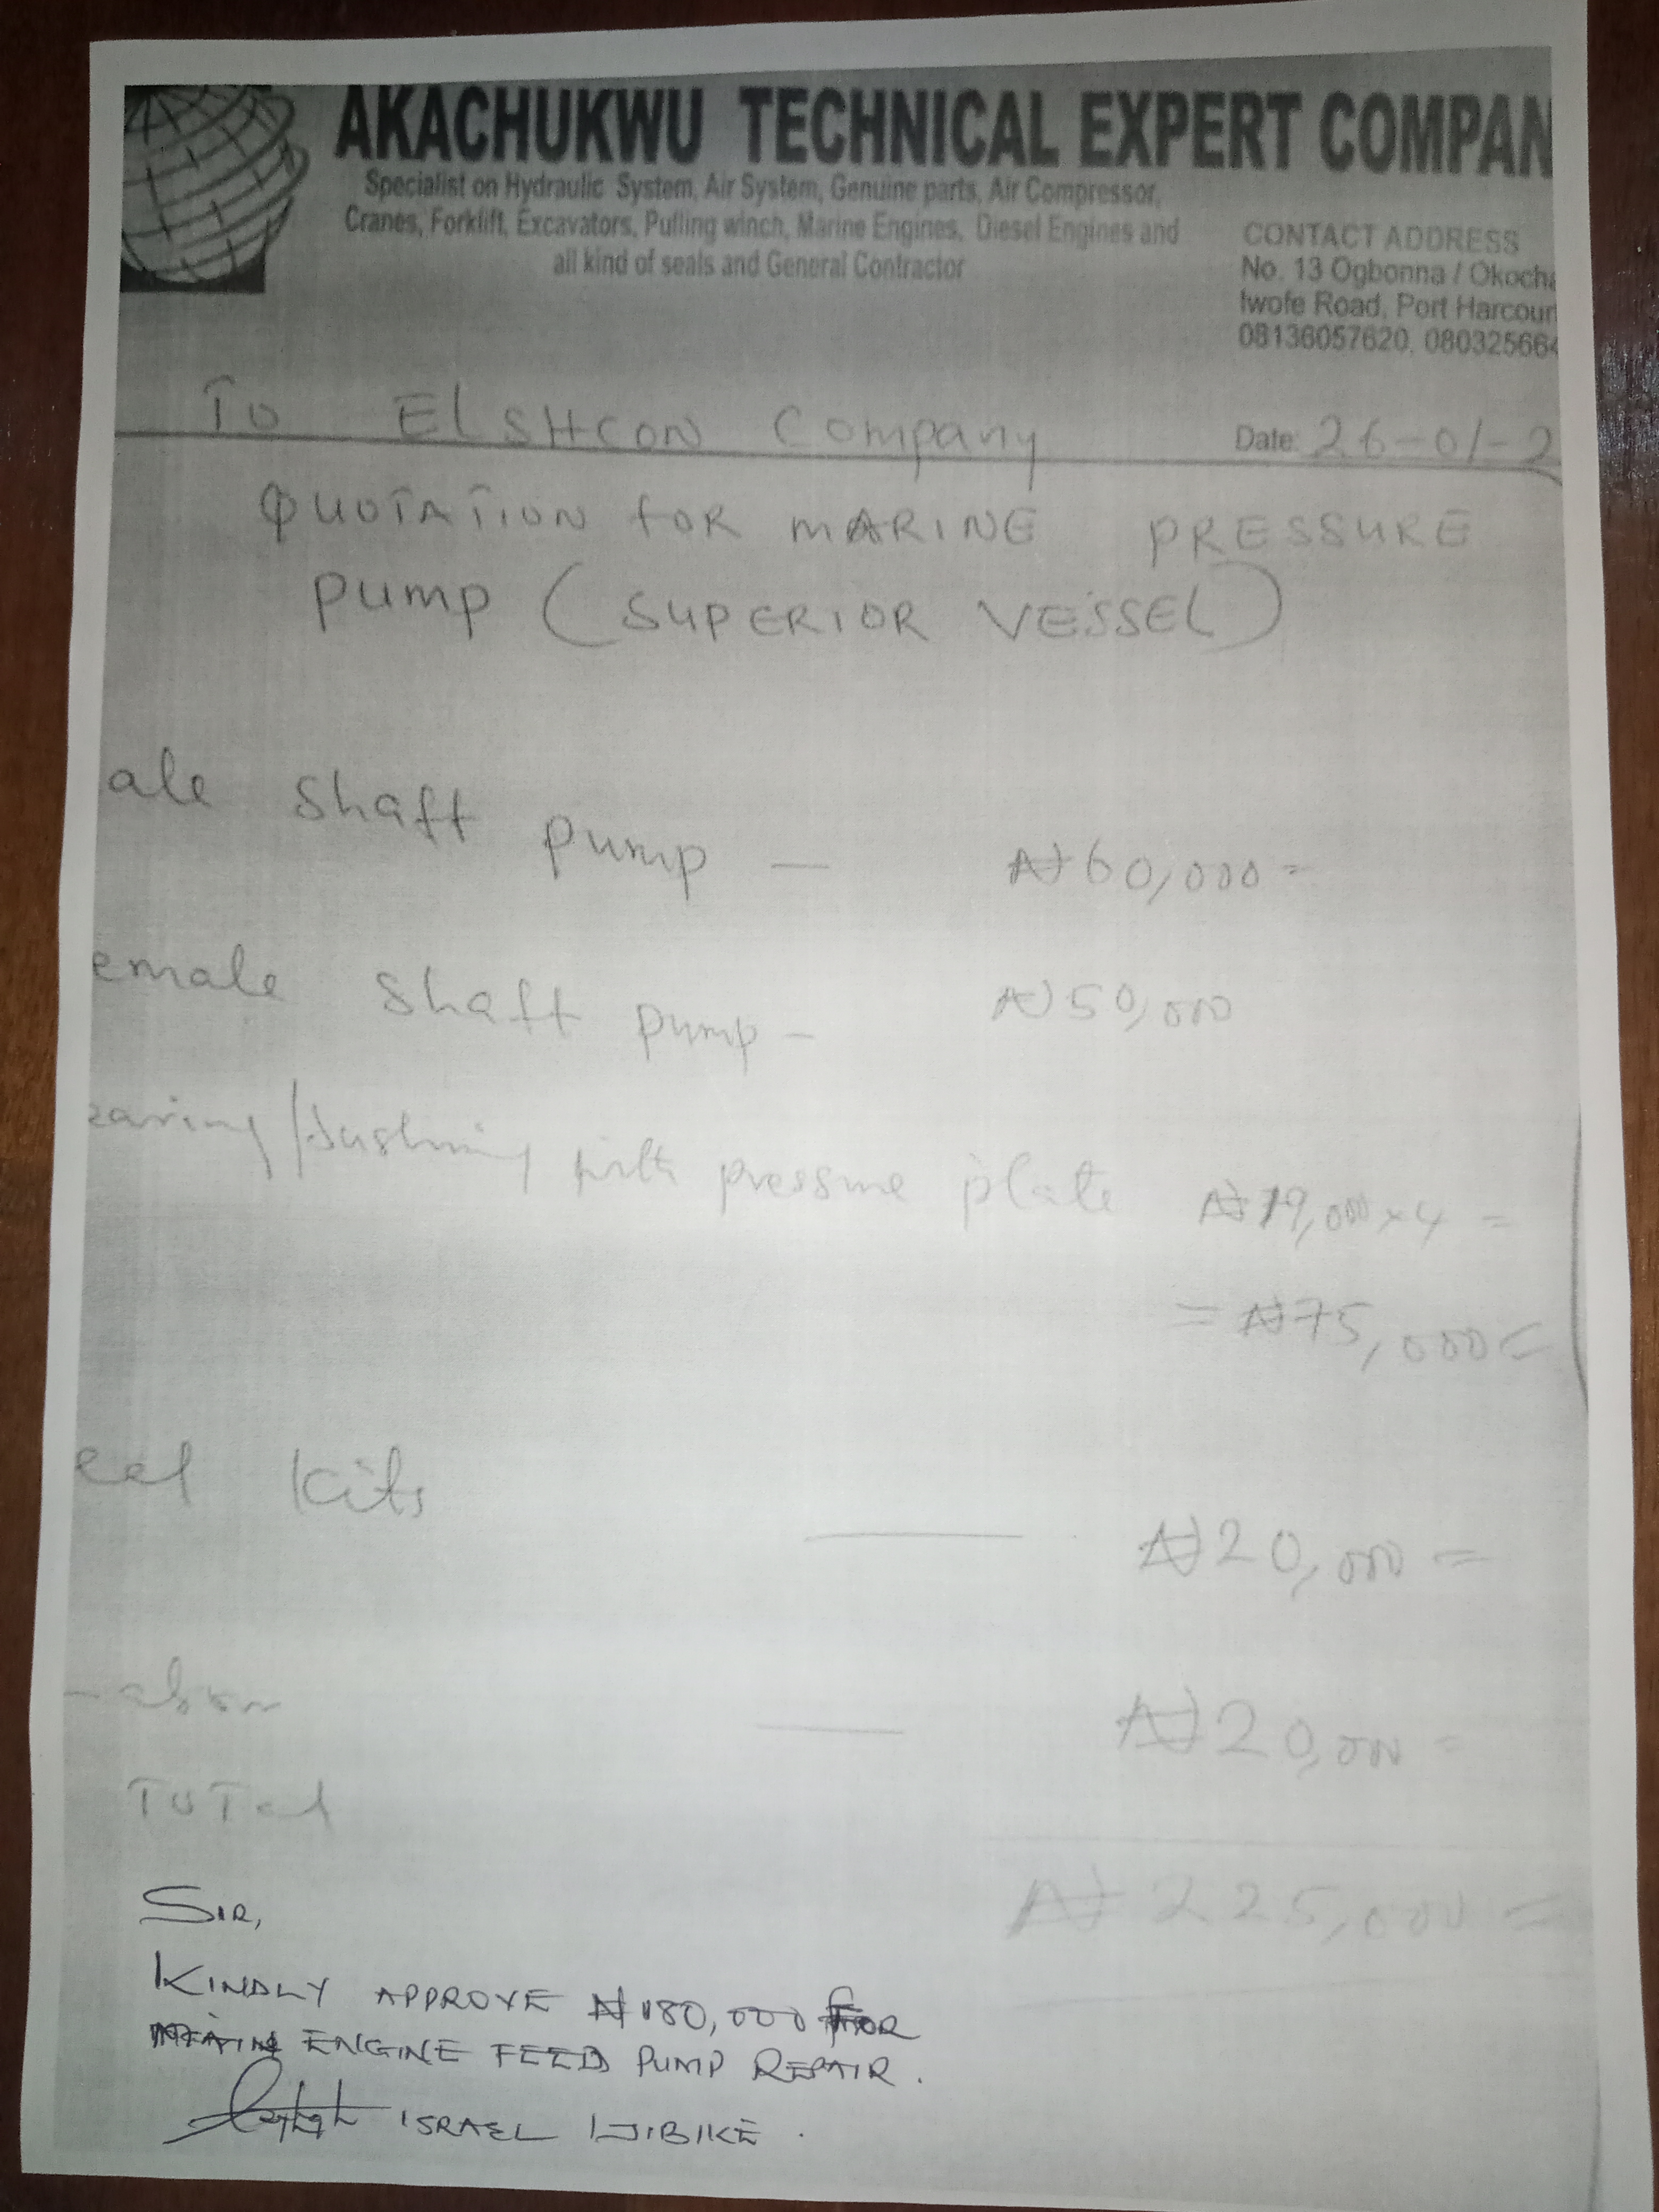 AKACHUKWU TECHNICAL EXPERT COMPAN
Specialist on Hydraulic System, Air System, Genuine parts, Air Compressor,
Cranes, Forklift, Excavators, Pulling winch, Marine Engines, Diesel Engines and
all kind of seals and General Contractor
CONTACT ADDRESS
No. 13 Ogbonna / Okocha
Iwofe Road, Port Harcour
08136057620, 080325664
To ElSHCON Company
Date: 26-01-2
QUOTATION FOR MARINE PRESSURE
pump (SUPERIOR VESSEL)
ale shaft pump — ₦60,000=
emale shaft pump - ₦50,000
earing/bushing with pressure plate ₦19,000 x 4 =
= ₦75,000=
eel kits — ₦20,000=
abor — ₦20,000=
ToTal
₦225,000=
SIR,
KINDLY APPROVE ₦180,000 FOR
MAIN ENGINE FEED PUMP REPAIR.
ISRAEL IJIBIKE.